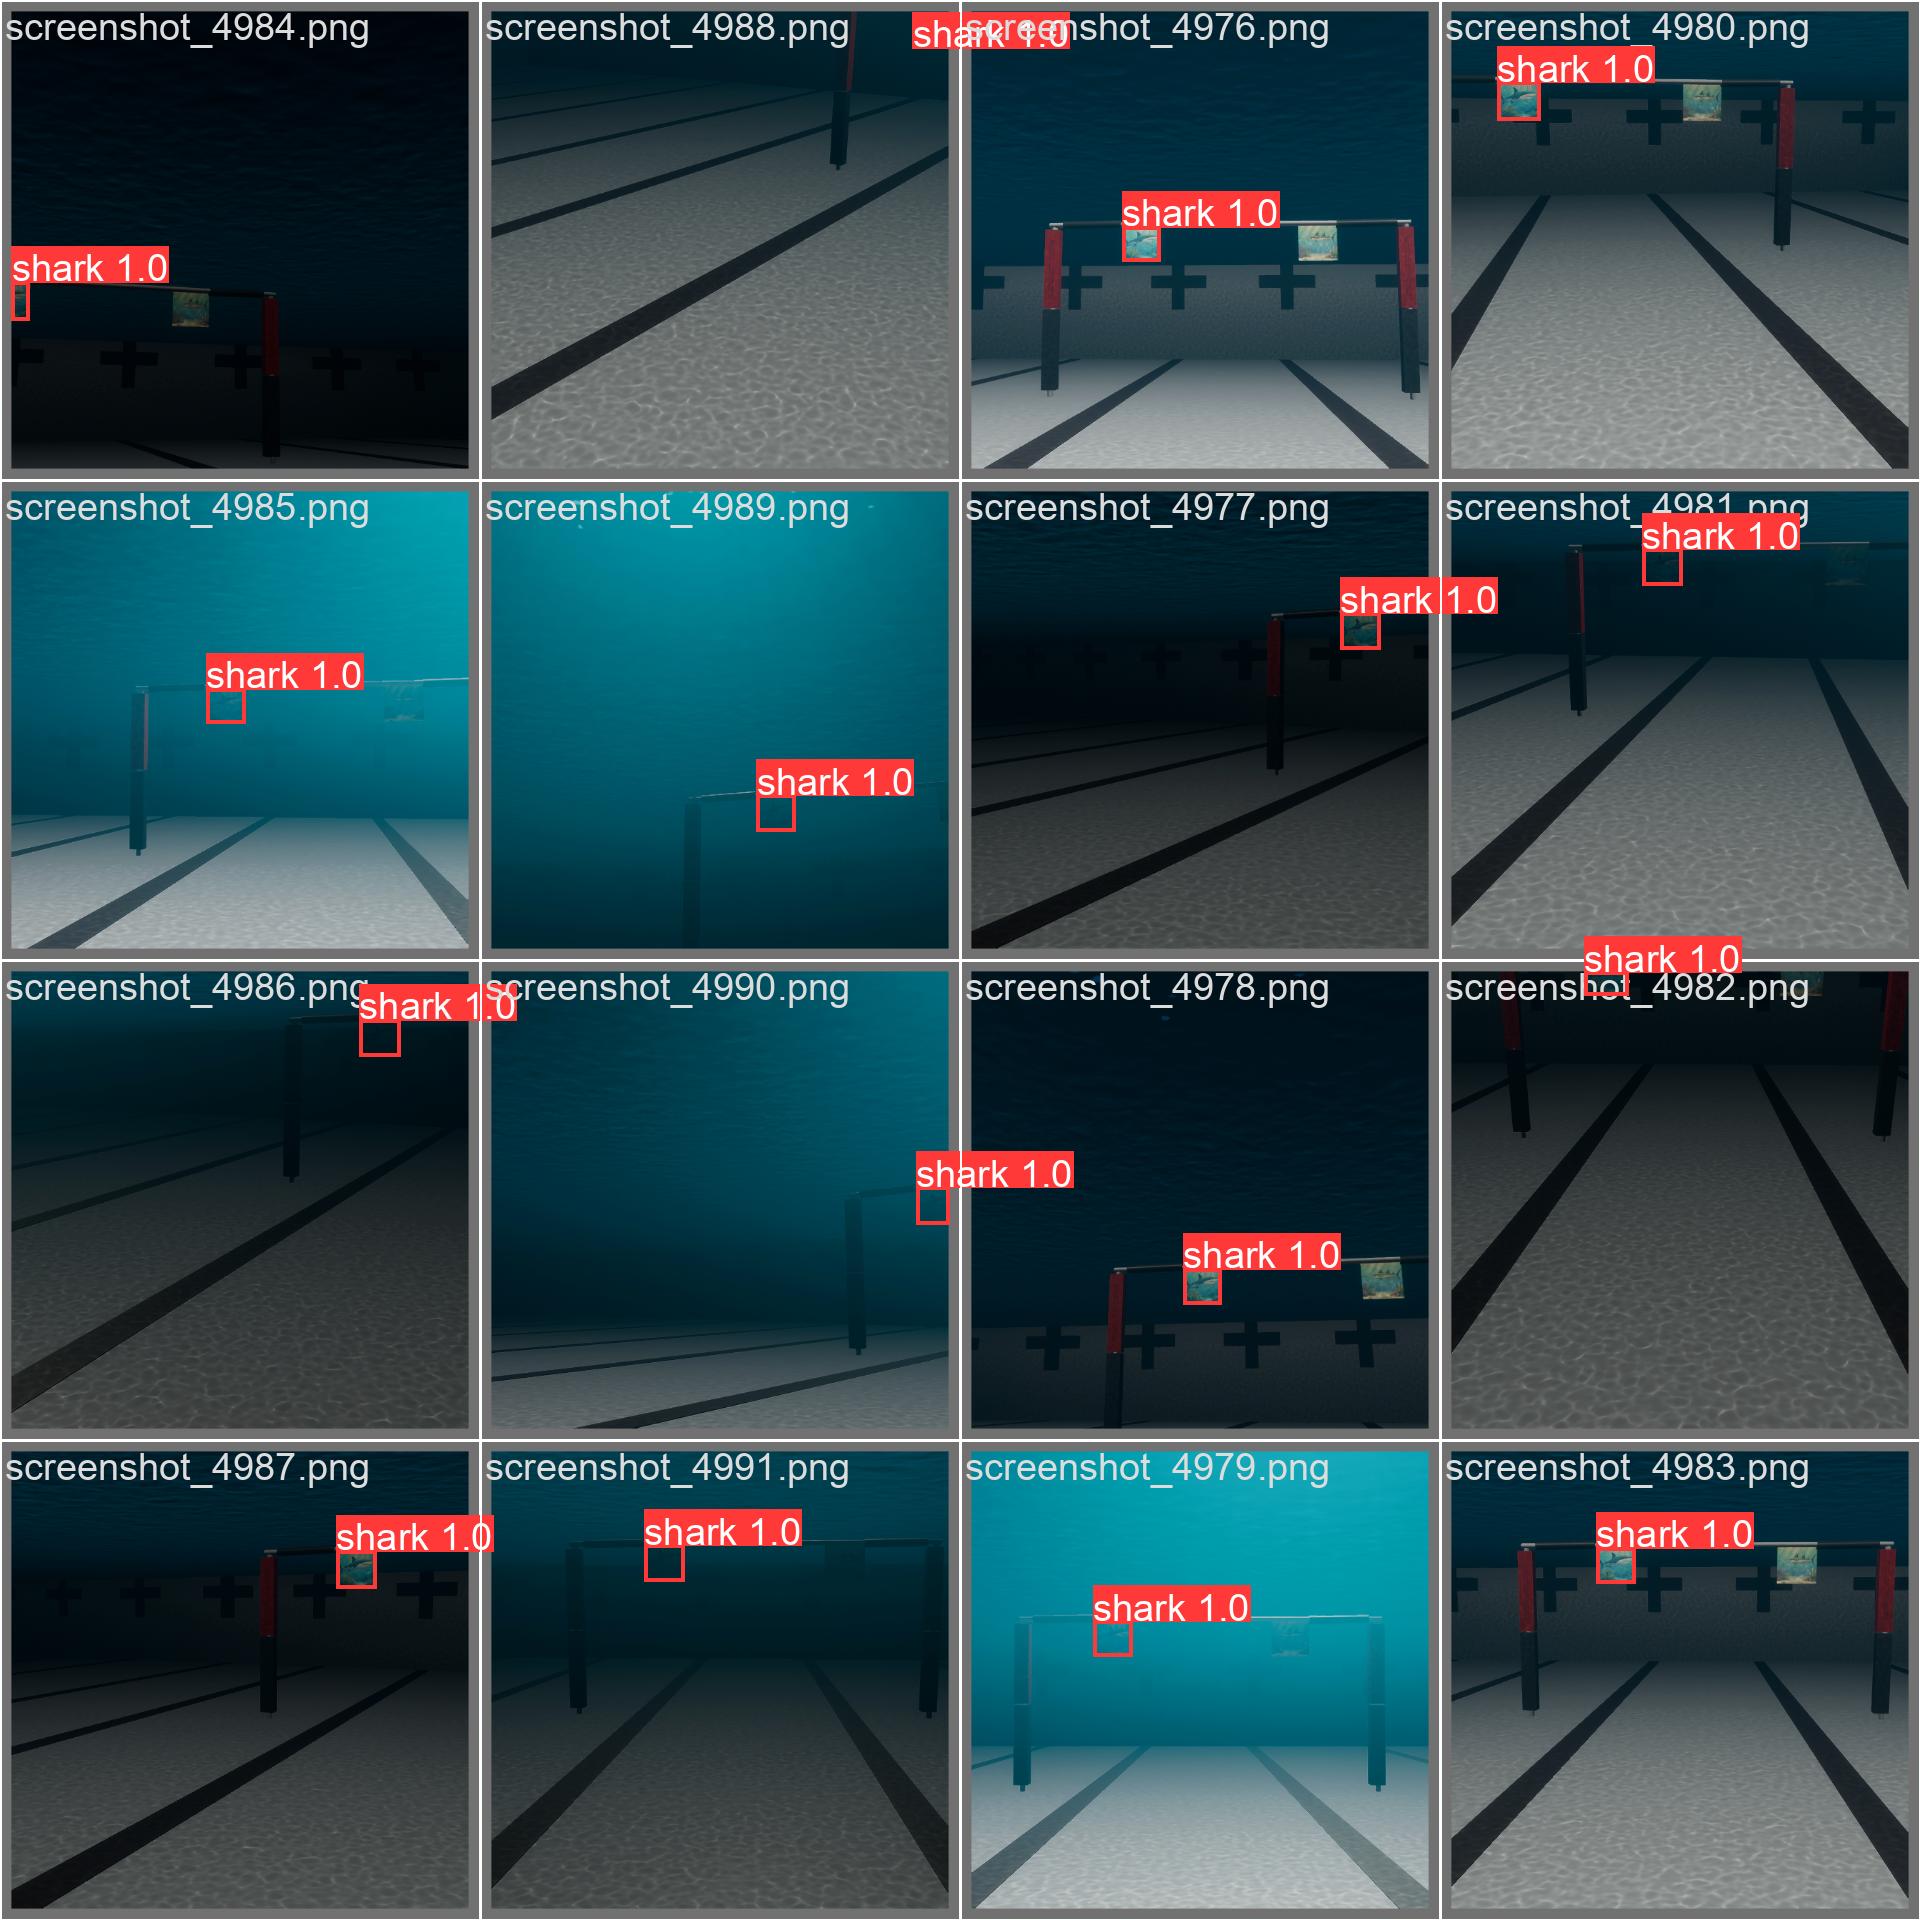 screenshot_4984.png
shark 1.0
screenshot_4988.png
shark 1.0
screenshot_4976.png
shark 1.0
screenshot_4980.png
shark 1.0
screenshot_4985.png
shark 1.0
screenshot_4989.png
shark 1.0
screenshot_4977.png
shark 1.0
screenshot_4981.png
shark 1.0
screenshot_4986.png
shark 1.0
screenshot_4990.png
shark 1.0
screenshot_4978.png
shark 1.0
shark 1.0
screenshot_4982.png
screenshot_4987.png
shark 1.0
screenshot_4991.png
shark 1.0
screenshot_4979.png
shark 1.0
screenshot_4983.png
shark 1.0